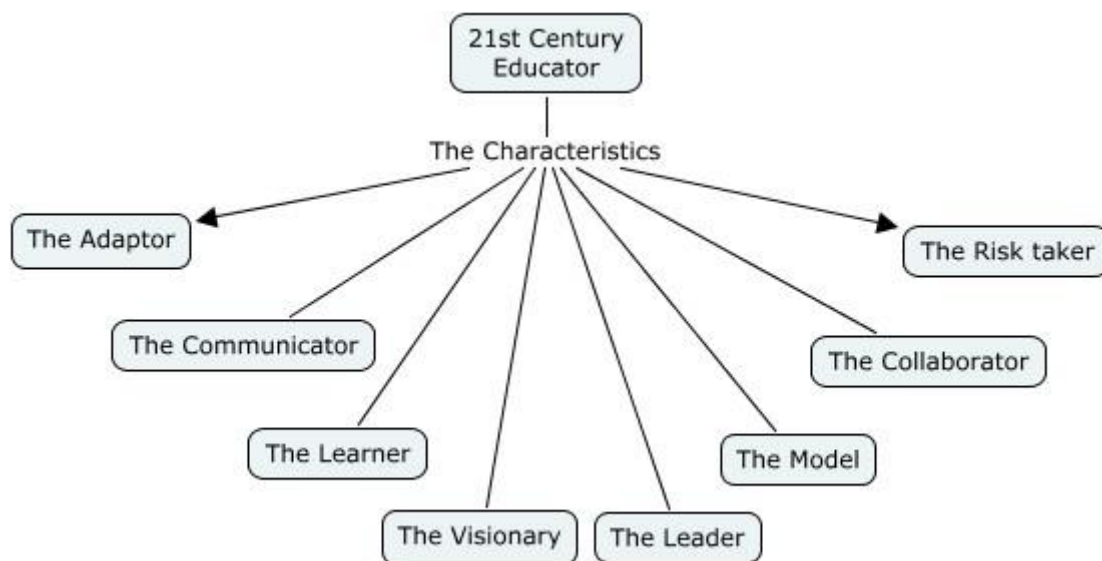 21st Century
Educator
The Characteristics
The Adaptor
The Risk taker
The Communicator
The Collaborator
The Learner
The Model
The Visionary
The Leader